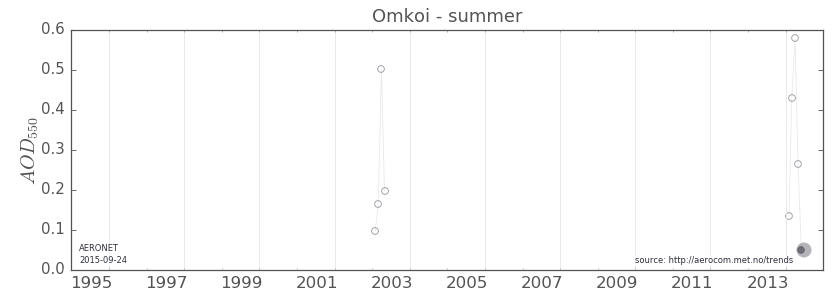 Omkoi - summer
0.6
0.5
0.4
0.3
0.2
0.1
0.0
AOD550
AERONET
2015-09-24
source: http://aerocom.met.no/trends
1995 1997 1999 2001 2003 2005 2007 2009 2011 2013